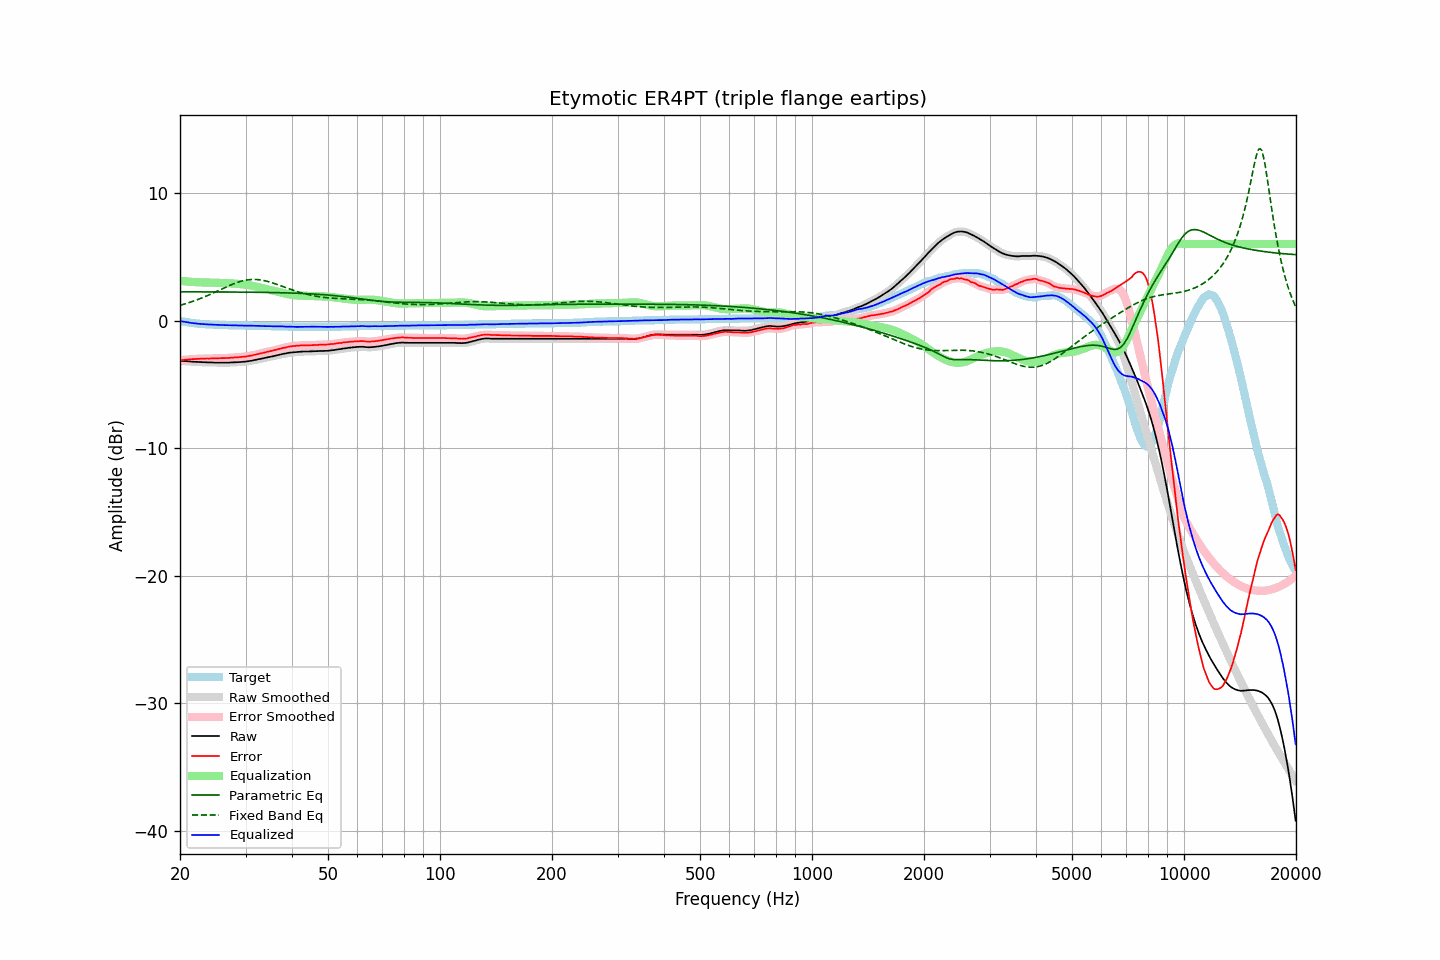 Etymotic ER4PT (triple flange eartips)
Amplitude (dBr)
10
0
−10
−20
−30
−40
Target
Raw Smoothed
Error Smoothed
Raw
Error
Equalization
Parametric Eq
Fixed Band Eq
Equalized
20 50 100 200 500 1000 2000 5000 10000 20000
Frequency (Hz)